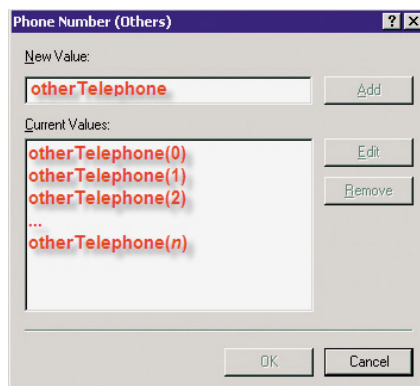 Phone Number (Others)
New Value:
otherTelephone
Add
Current Values:
otherTelephone(0)
otherTelephone(1)
otherTelephone(2)
...
otherTelephone(n)
Edit
Remove
OK
Cancel